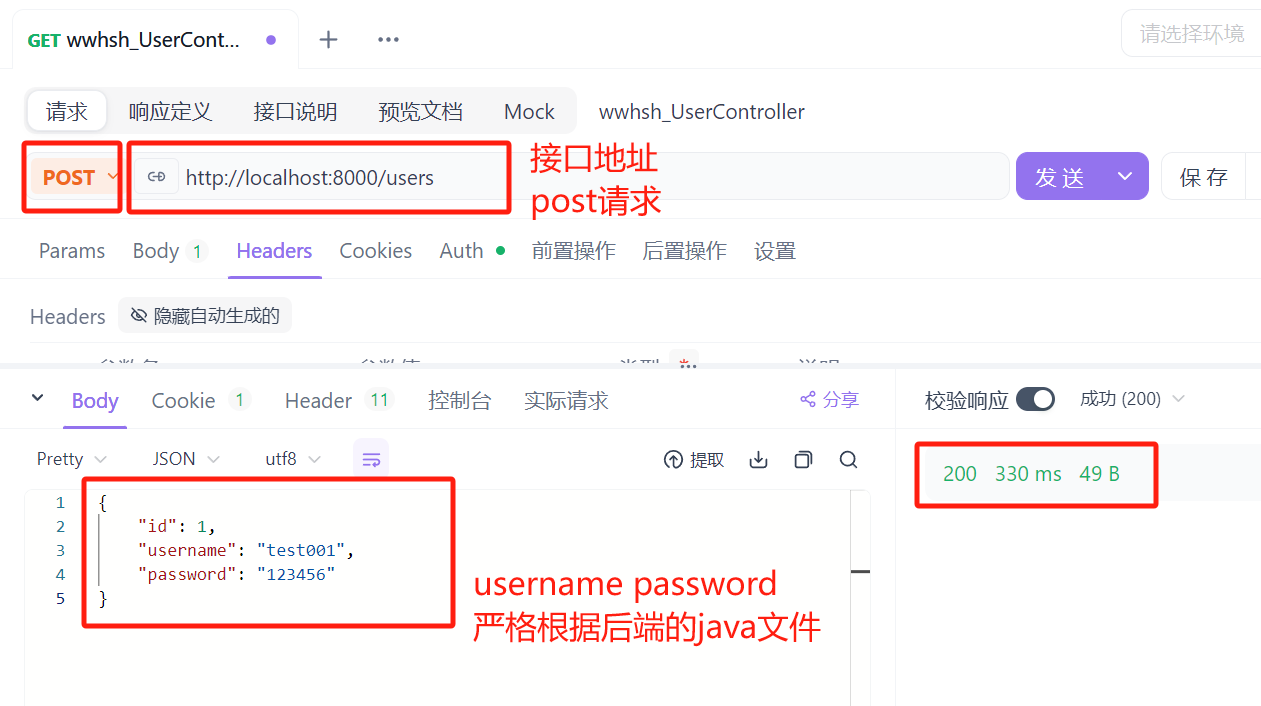 GET wwhsh_UserCont...
请选择环境
请求 响应定义 接口说明 预览文档 Mock wwhsh_UserController
POST http://localhost:8000/users
接口地址
post请求
发送 保存
Params Body 1 Headers Cookies Auth 前置操作 后置操作 设置
Headers 隐藏自动生成的
Body Cookie 1 Header 11 控制台 实际请求 分享
校验响应 成功 (200)
Pretty JSON utf8 提取
200 330 ms 49 B
1 {
2 "id": 1,
3 "username": "test001",
4 "password": "123456"
5 }
username password
严格根据后端的java文件